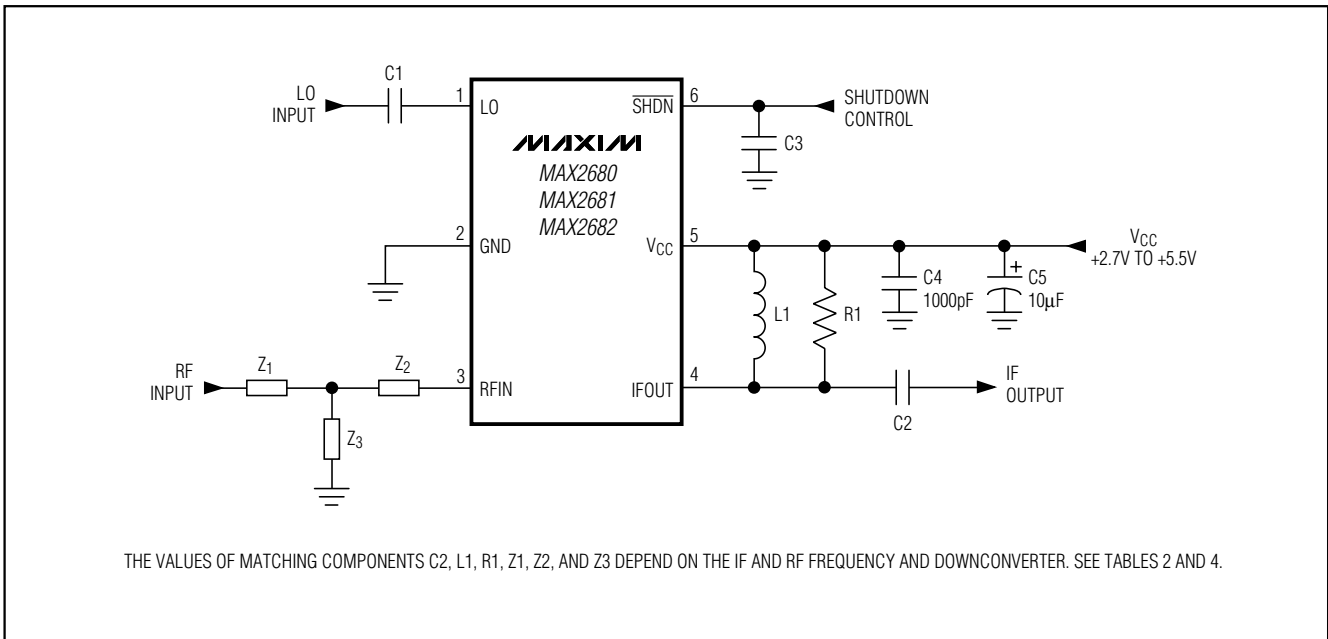 C1
LO
INPUT
1
LO
SHDN
6
SHUTDOWN
CONTROL
C3
MAXIM
MAX2680
MAX2681
MAX2682
2
GND
VCC
5
VCC
+2.7V TO +5.5V
C4
1000pF
+
C5
10µF
L1
R1
RF
INPUT
Z1
Z2
3
RFIN
IFOUT
4
IF
OUTPUT
C2
Z3
THE VALUES OF MATCHING COMPONENTS C2, L1, R1, Z1, Z2, AND Z3 DEPEND ON THE IF AND RF FREQUENCY AND DOWNCONVERTER. SEE TABLES 2 AND 4.